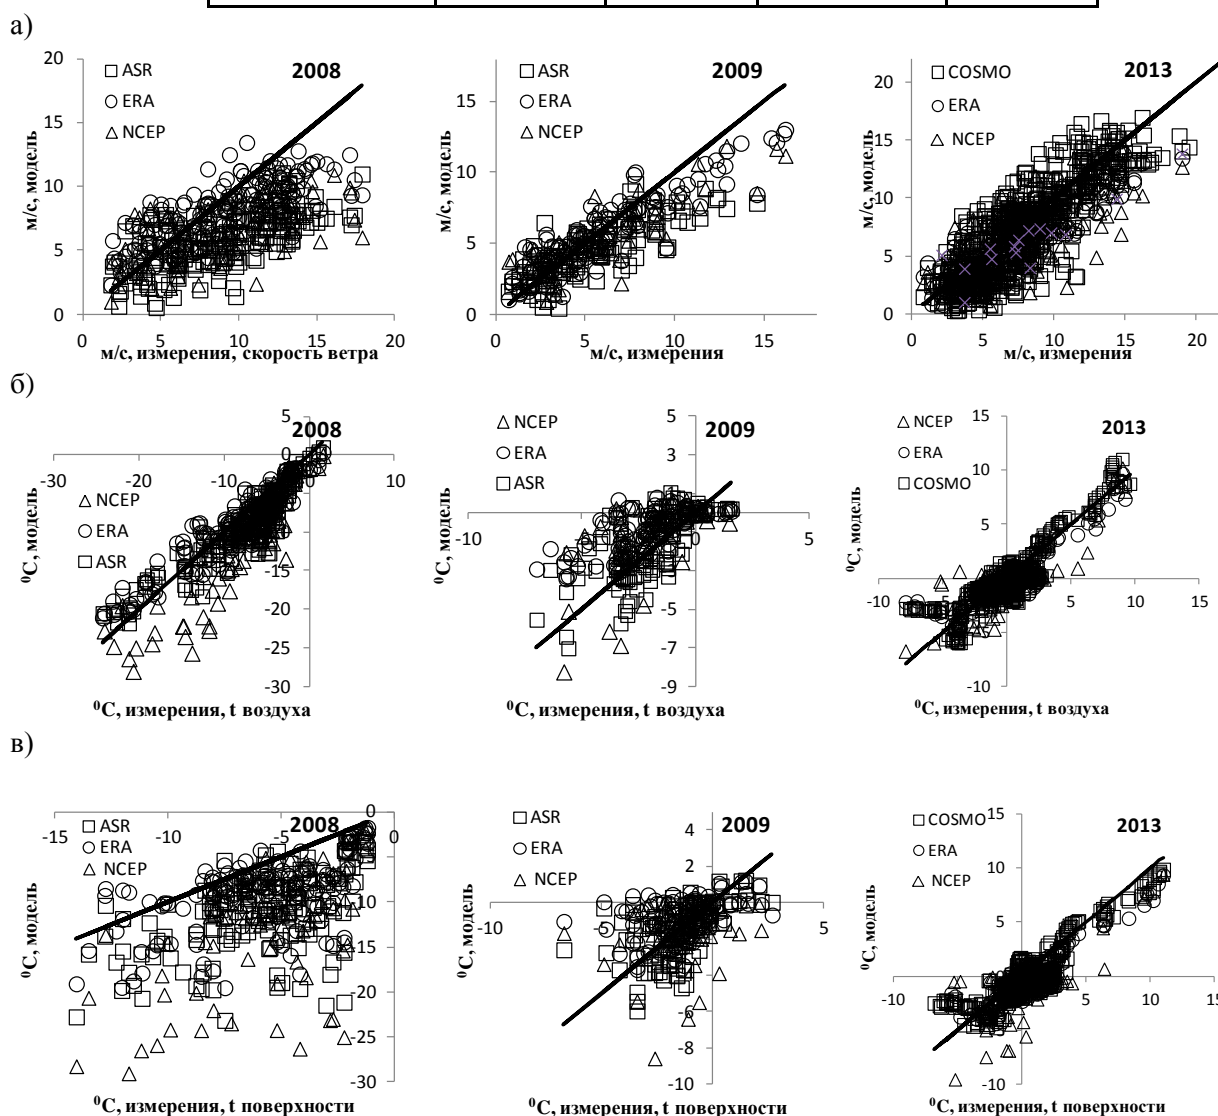 а)
20
15
10
5
0
м/с, модель
ASR
ERA
NCEP
2008
0 5 10 15 20
м/с, измерения, скорость ветра
15
10
5
0
м/с, модель
ASR
ERA
NCEP
2009
0 5 10 15
м/с, измерения
20
15
10
5
0
м/с, модель
COSMO
ERA
NCEP
2013
0 5 10 15 20
м/с, измерения
б)
5
0
-5
-10
-15
-20
-25
-30
-30 -20 -10 0 10
⁰C, модель
NCEP
ERA
ASR
2008
⁰C, измерения, t воздуха
5
3
1
-5
-7
-9
-10 0 5
⁰C, модель
NCEP
ERA
ASR
2009
⁰C, измерения, t воздуха
15
10
5
-10
-10 -5 5 10 15
⁰C, модель
NCEP
ERA
COSMO
2013
⁰C, измерения, t воздуха
в)
0
-5
-10
-15
-20
-25
-30
-15 -10 -5 0
⁰C, модель
ASR
ERA
NCEP
2008
⁰C, измерения, t поверхности
4
2
-6
-8
-10
-10 -5 5
⁰C, модель
ASR
ERA
NCEP
2009
⁰C, измерения, t поверхности
15
10
5
-10
-10 5 10 15
⁰C, модель
COSMO
ERA
NCEP
2013
⁰C, измерения, t поверхности